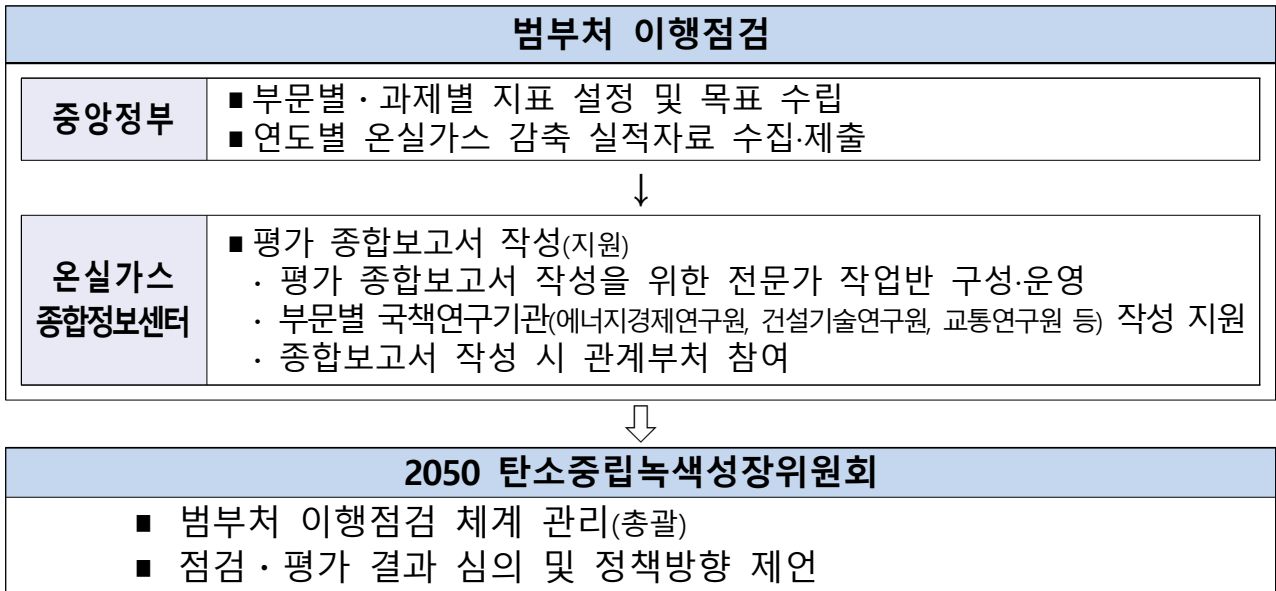 범부처 이행점검
중앙정부
■ 부문별・과제별 지표 설정 및 목표 수립
■ 연도별 온실가스 감축 실적자료 수집·제출
↓
온실가스
종합정보센터
■ 평가 종합보고서 작성(지원)
· 평가 종합보고서 작성을 위한 전문가 작업반 구성·운영
· 부문별 국책연구기관(에너지경제연구원, 건설기술연구원, 교통연구원 등) 작성 지원
· 종합보고서 작성 시 관계부처 참여
2050 탄소중립녹색성장위원회
■ 범부처 이행점검 체계 관리(총괄)
■ 점검・평가 결과 심의 및 정책방향 제언